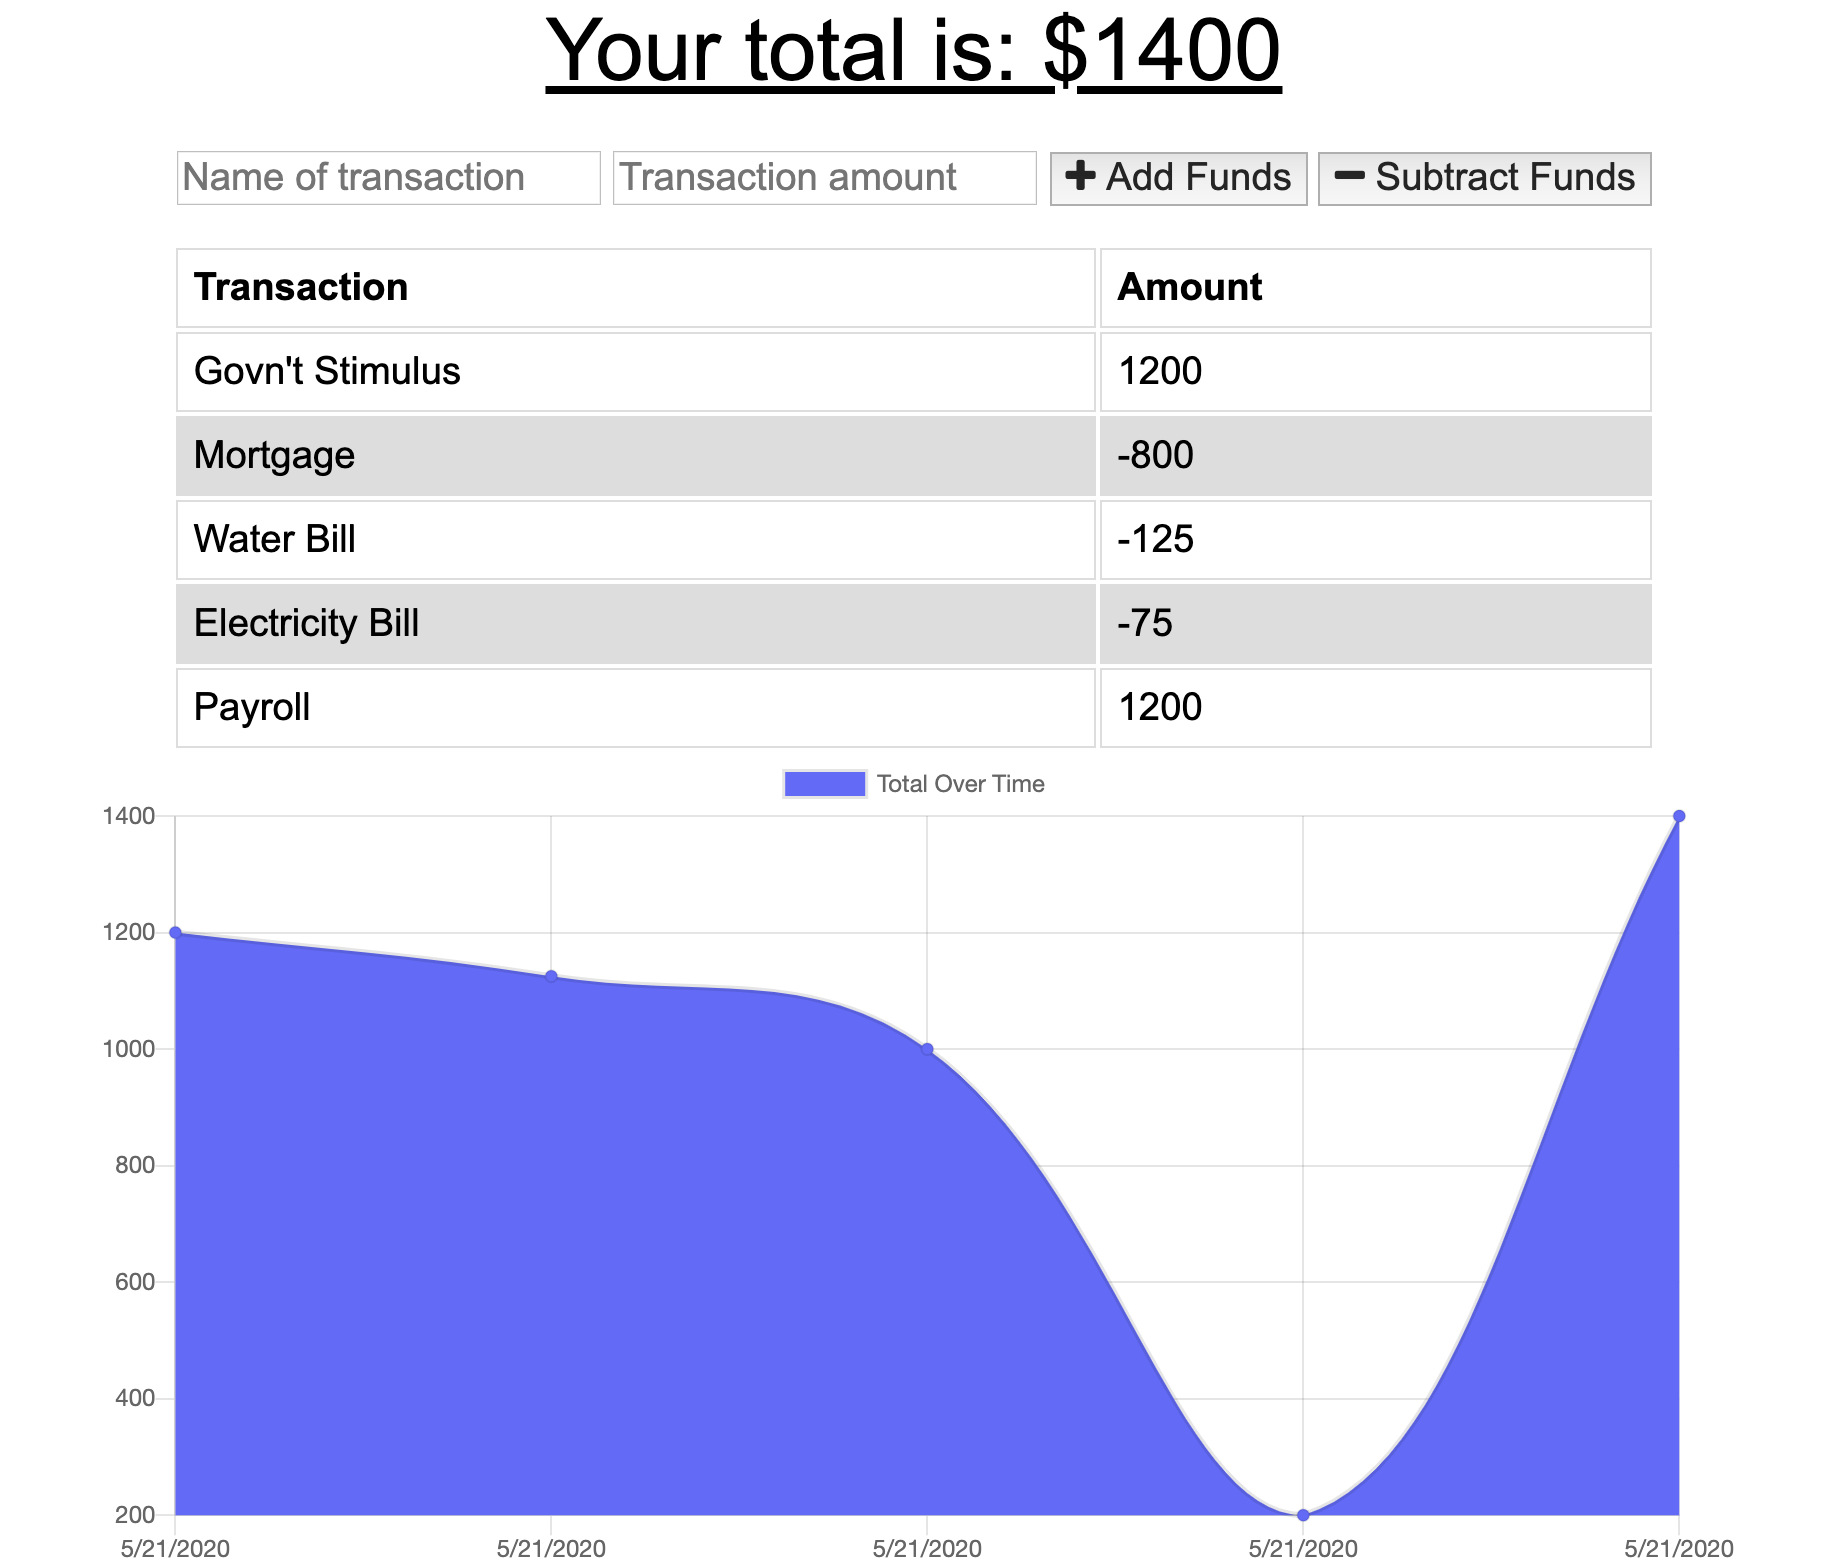 Your total is: $1400
Name of transaction Transaction amount + Add Funds − Subtract Funds
Transaction Amount
Govn't Stimulus 1200
Mortgage -800
Water Bill -125
Electricity Bill -75
Payroll 1200
Total Over Time
1400
1200
1000
800
600
400
200
5/21/2020 5/21/2020 5/21/2020 5/21/2020 5/21/2020